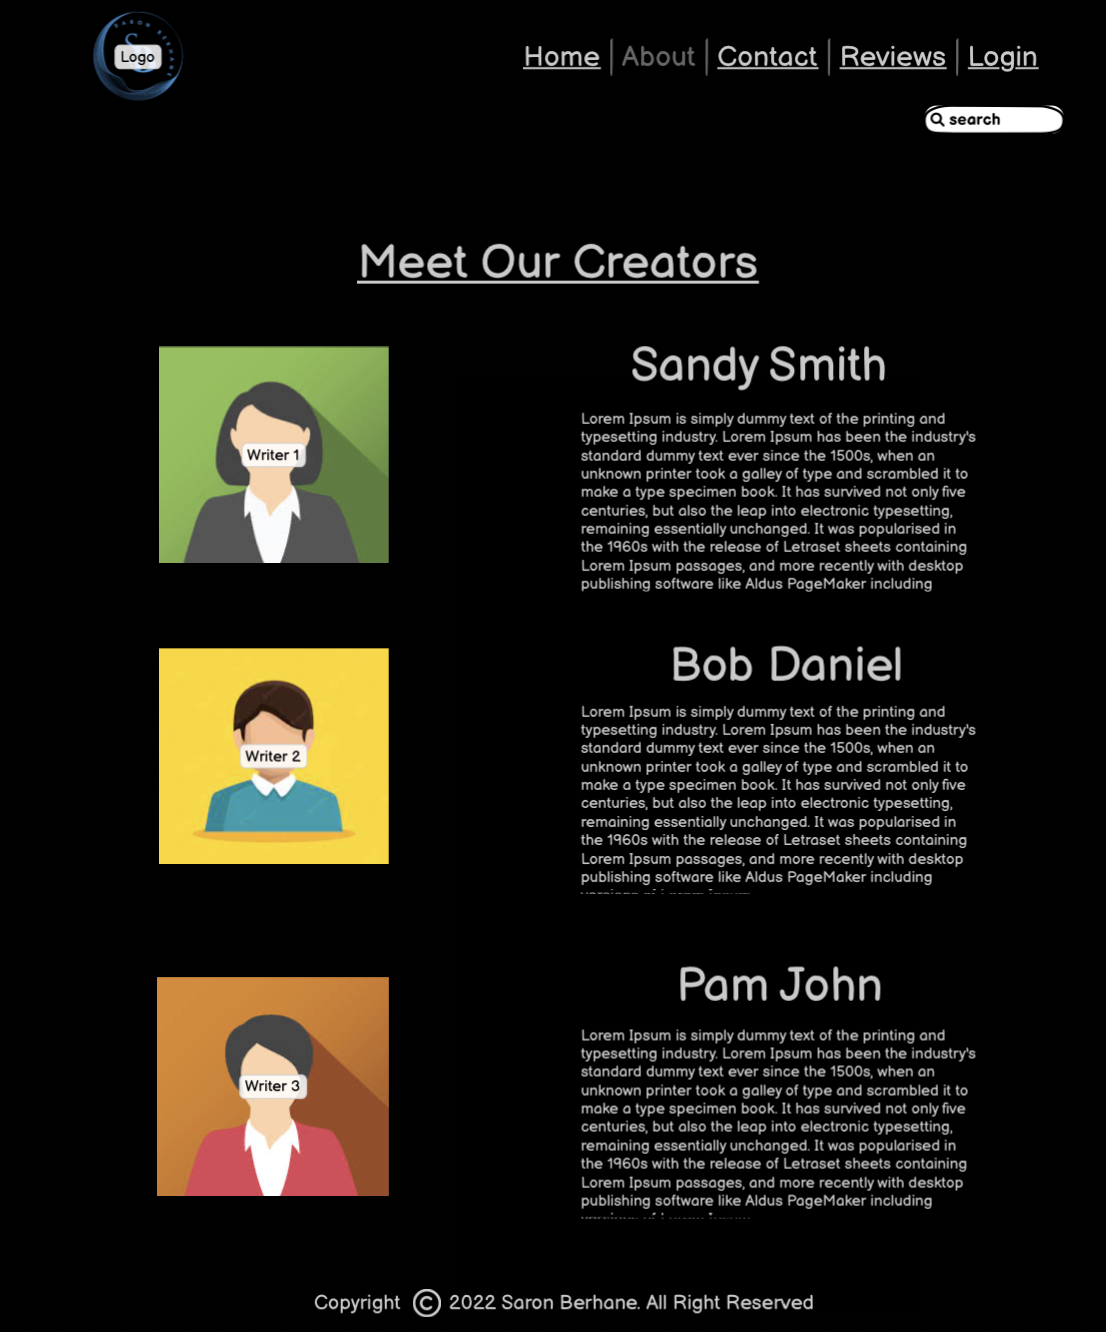 SARON BERHANE
Logo
Home About Contact Reviews Login
search
Meet Our Creators
Writer 1
Sandy Smith
Lorem Ipsum is simply dummy text of the printing and
typesetting industry. Lorem Ipsum has been the industry's
standard dummy text ever since the 1500s, when an
unknown printer took a galley of type and scrambled it to
make a type specimen book. It has survived not only five
centuries, but also the leap into electronic typesetting,
remaining essentially unchanged. It was popularised in
the 1960s with the release of Letraset sheets containing
Lorem Ipsum passages, and more recently with desktop
publishing software like Aldus PageMaker including
Writer 2
Bob Daniel
Lorem Ipsum is simply dummy text of the printing and
typesetting industry. Lorem Ipsum has been the industry's
standard dummy text ever since the 1500s, when an
unknown printer took a galley of type and scrambled it to
make a type specimen book. It has survived not only five
centuries, but also the leap into electronic typesetting,
remaining essentially unchanged. It was popularised in
the 1960s with the release of Letraset sheets containing
Lorem Ipsum passages, and more recently with desktop
publishing software like Aldus PageMaker including
Writer 3
Pam John
Lorem Ipsum is simply dummy text of the printing and
typesetting industry. Lorem Ipsum has been the industry's
standard dummy text ever since the 1500s, when an
unknown printer took a galley of type and scrambled it to
make a type specimen book. It has survived not only five
centuries, but also the leap into electronic typesetting,
remaining essentially unchanged. It was popularised in
the 1960s with the release of Letraset sheets containing
Lorem Ipsum passages, and more recently with desktop
publishing software like Aldus PageMaker including
Copyright © 2022 Saron Berhane. All Right Reserved